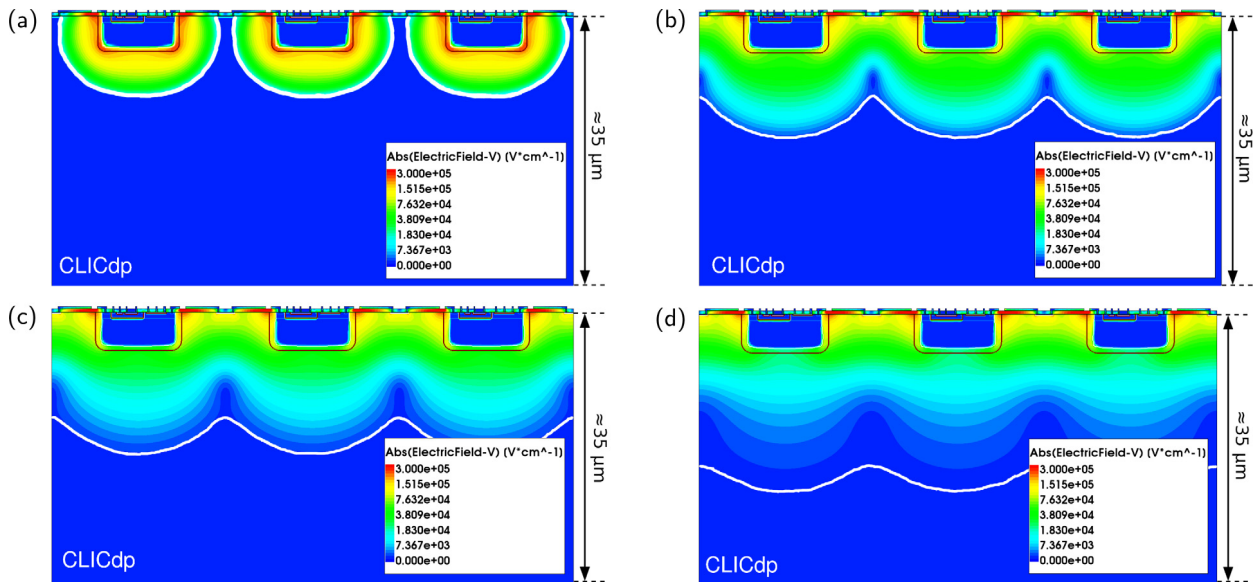 (a)
≈35 μm
Abs(ElectricField-V) (V*cm^-1)
3.000e+05
1.515e+05
7.632e+04
3.809e+04
1.830e+04
7.367e+03
0.000e+00
CLICdp
(b)
≈35 μm
Abs(ElectricField-V) (V*cm^-1)
3.000e+05
1.515e+05
7.632e+04
3.809e+04
1.830e+04
7.367e+03
0.000e+00
CLICdp
(c)
≈35 μm
Abs(ElectricField-V) (V*cm^-1)
3.000e+05
1.515e+05
7.632e+04
3.809e+04
1.830e+04
7.367e+03
0.000e+00
CLICdp
(d)
≈35 μm
Abs(ElectricField-V) (V*cm^-1)
3.000e+05
1.515e+05
7.632e+04
3.809e+04
1.830e+04
7.367e+03
0.000e+00
CLICdp